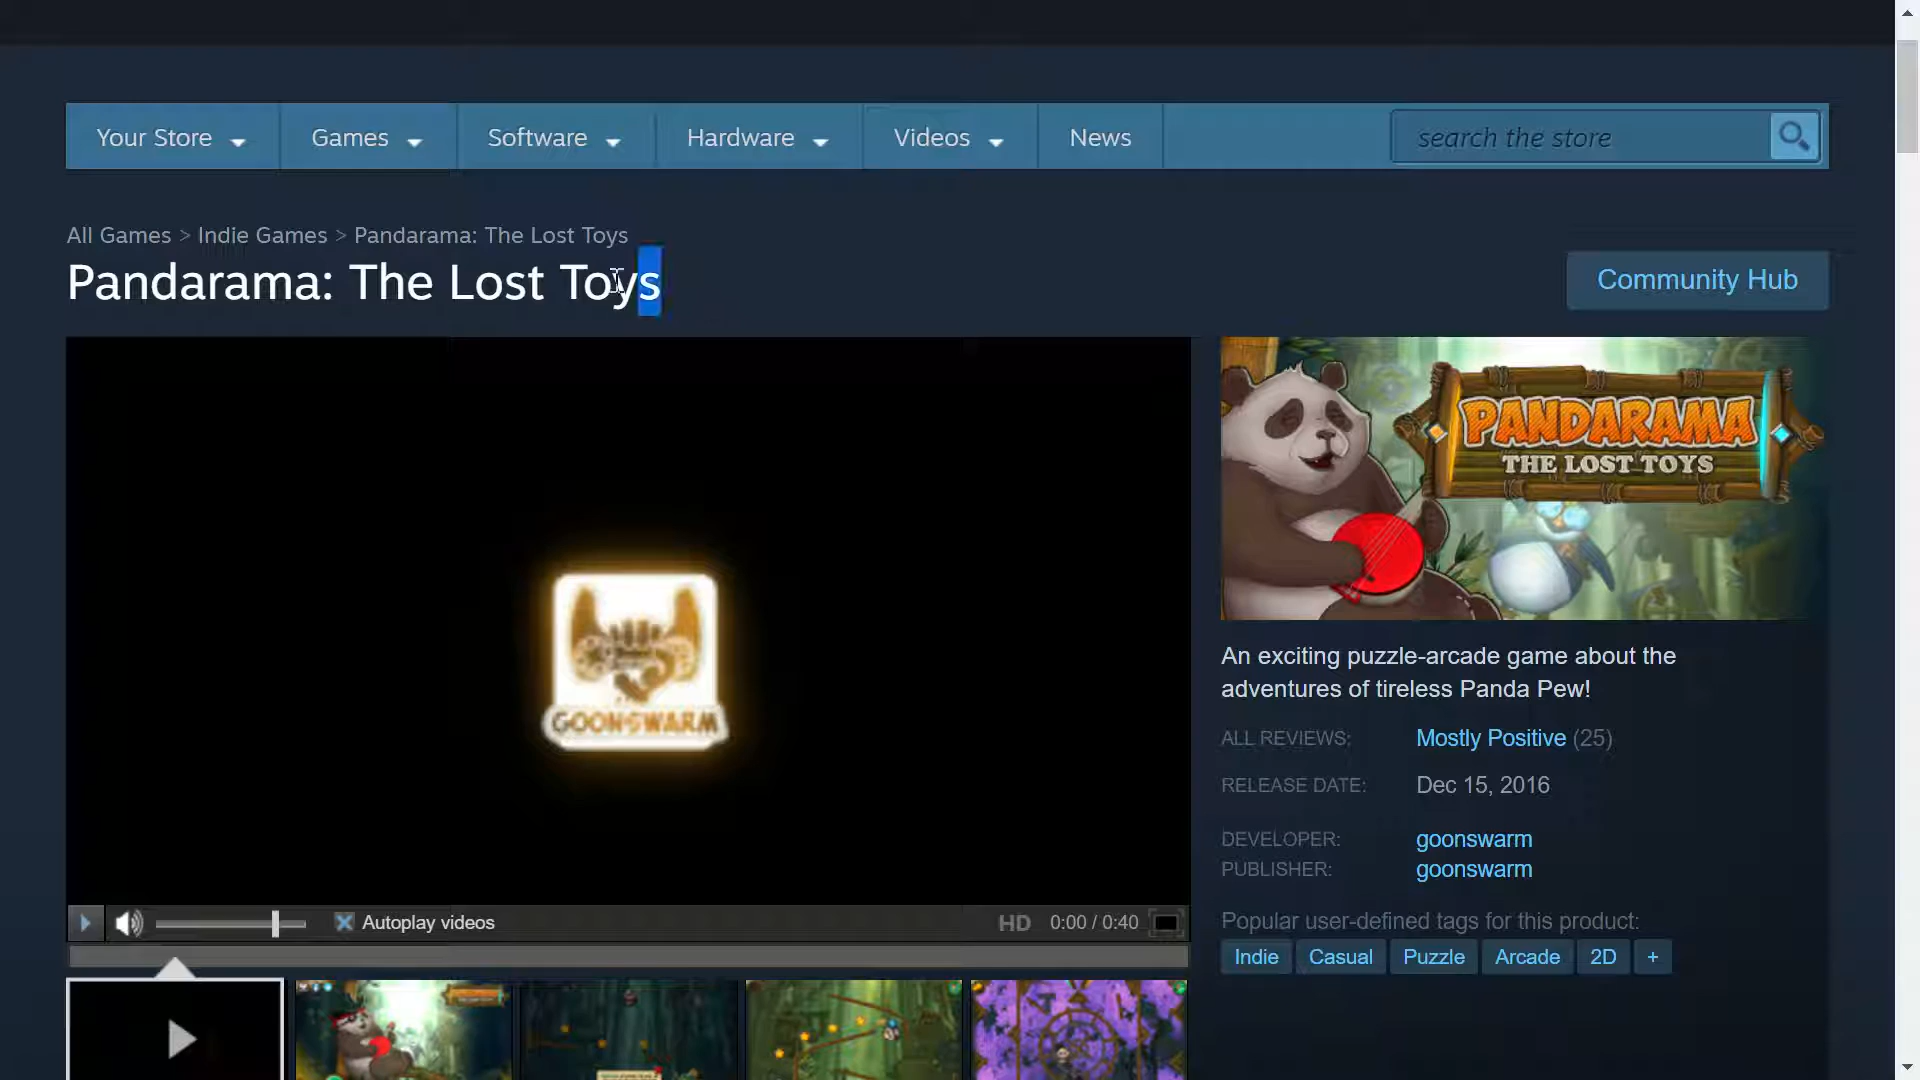 Your Store Games Software Hardware Videos News search the store
All Games > Indie Games > Pandarama: The Lost Toys
Pandarama: The Lost Toys
Community Hub
GOONSWARM
PANDARAMA
THE LOST TOYS
An exciting puzzle-arcade game about the
adventures of tireless Panda Pew!
ALL REVIEWS: Mostly Positive (25)
RELEASE DATE: Dec 15, 2016
DEVELOPER: goonswarm
PUBLISHER: goonswarm
Popular user-defined tags for this product:
Indie Casual Puzzle Arcade 2D +
Autoplay videos HD 0:00 / 0:40